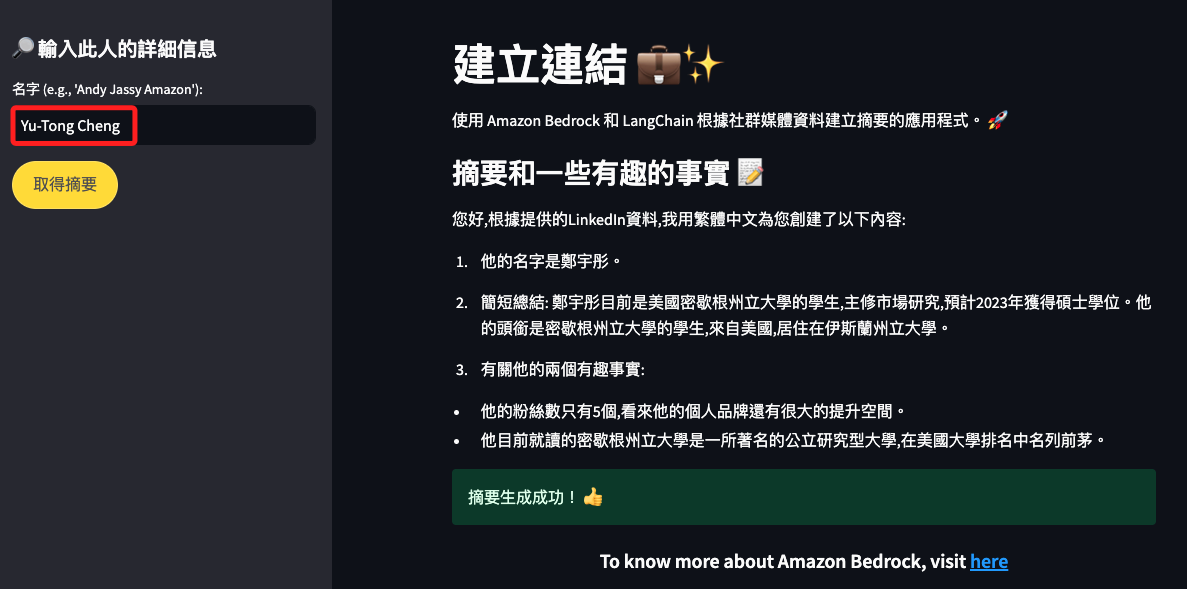 🔎輸入此人的詳細信息
名字 (e.g., 'Andy Jassy Amazon'):
Yu-Tong Cheng
取得摘要
建立連結 💼✨
使用 Amazon Bedrock 和 LangChain 根據社群媒體資料建立摘要的應用程式。🚀
摘要和一些有趣的事實 📝
您好,根據提供的LinkedIn資料,我用繁體中文為您創建了以下內容:
1. 他的名字是鄭宇彤。
2. 簡短總結: 鄭宇彤目前是美國密歇根州立大學的學生,主修市場研究,預計2023年獲得碩士學位。他
的頭銜是密歇根州立大學的學生,來自美國,居住在伊斯蘭州立大學。
3. 有關他的兩個有趣事實:
• 他的粉絲數只有5個,看來他的個人品牌還有很大的提升空間。
• 他目前就讀的密歇根州立大學是一所著名的公立研究型大學,在美國大學排名中名列前茅。
摘要生成成功！👍
To know more about Amazon Bedrock, visit here